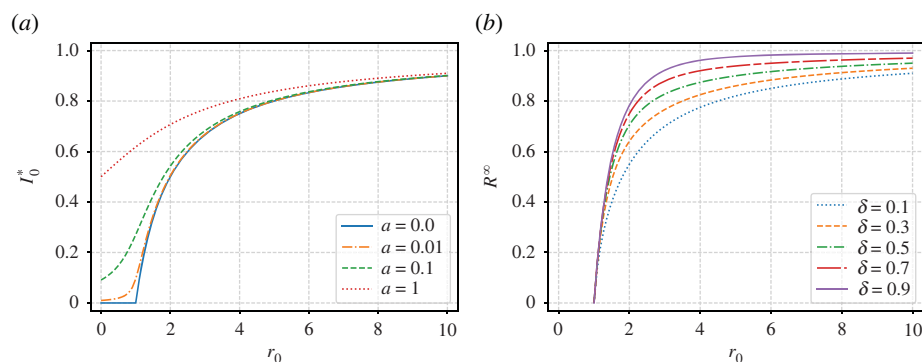 (a)
1.0
0.8
0.6
0.4
0.2
0
I₀*
0 2 4 6 8 10
r₀
a = 0.0
a = 0.01
a = 0.1
a = 1
(b)
1.0
0.8
0.6
0.4
0.2
0
R^∞
0 2 4 6 8 10
r₀
δ = 0.1
δ = 0.3
δ = 0.5
δ = 0.7
δ = 0.9